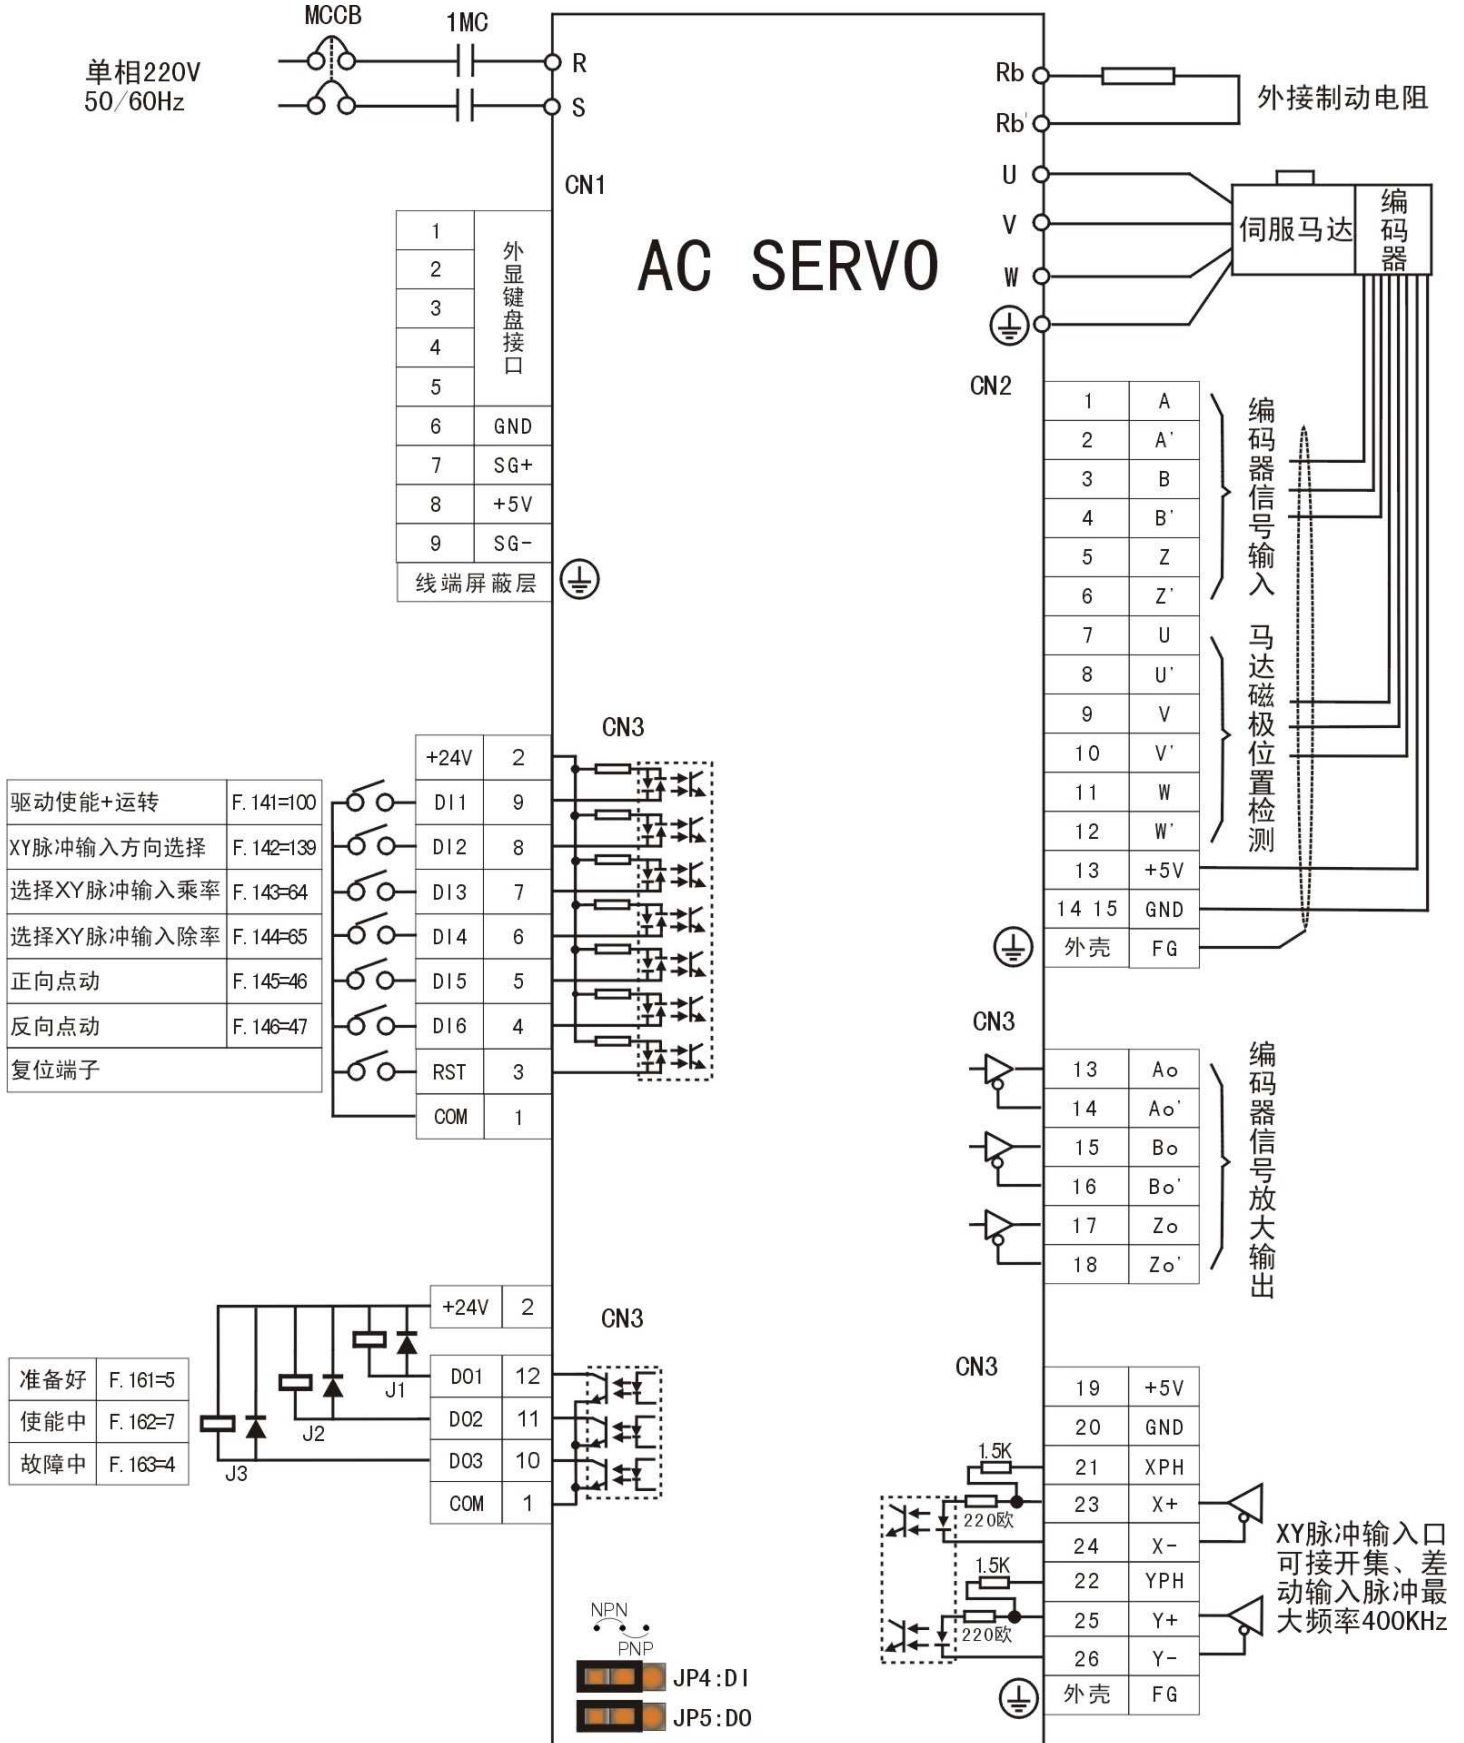 MCCB
1MC
单相220V
50/60Hz
R
S
Rb
Rb'
外接制动电阻
U
V
W
伺服马达
编码器
AC SERVO
CN1
1
2
3
4
5
外显键盘接口
6 GND
7 SG+
8 +5V
9 SG-
线端屏蔽层
CN2
1 A
2 A'
3 B
4 B'
5 Z
6 Z'
7 U
8 U'
9 V
10 V'
11 W
12 W'
13 +5V
14 15 GND
外壳 FG
编码器信号输入
马达磁极位置检测
CN3
+24V 2
驱动使能+运转 F.141=100 DI1 9
XY脉冲输入方向选择 F.142=139 DI2 8
选择XY脉冲输入乘率 F.143=64 DI3 7
选择XY脉冲输入除率 F.144=65 DI4 6
正向点动 F.145=46 DI5 5
反向点动 F.146=47 DI6 4
复位端子 RST 3
COM 1
CN3
13 Ao
14 Ao'
15 Bo
16 Bo'
17 Zo
18 Zo'
编码器信号放大输出
CN3
+24V 2
DO1 12
DO2 11
DO3 10
COM 1
J1
J2
J3
准备好 F.161=5
使能中 F.162=7
故障中 F.163=4
CN3
19 +5V
20 GND
21 XPH
23 X+
24 X-
22 YPH
25 Y+
26 Y-
外壳 FG
1.5K
220欧
1.5K
220欧
XY脉冲输入口
可接开集、差
动输入脉冲最
大频率400KHz
NPN
PNP
JP4:DI
JP5:DO